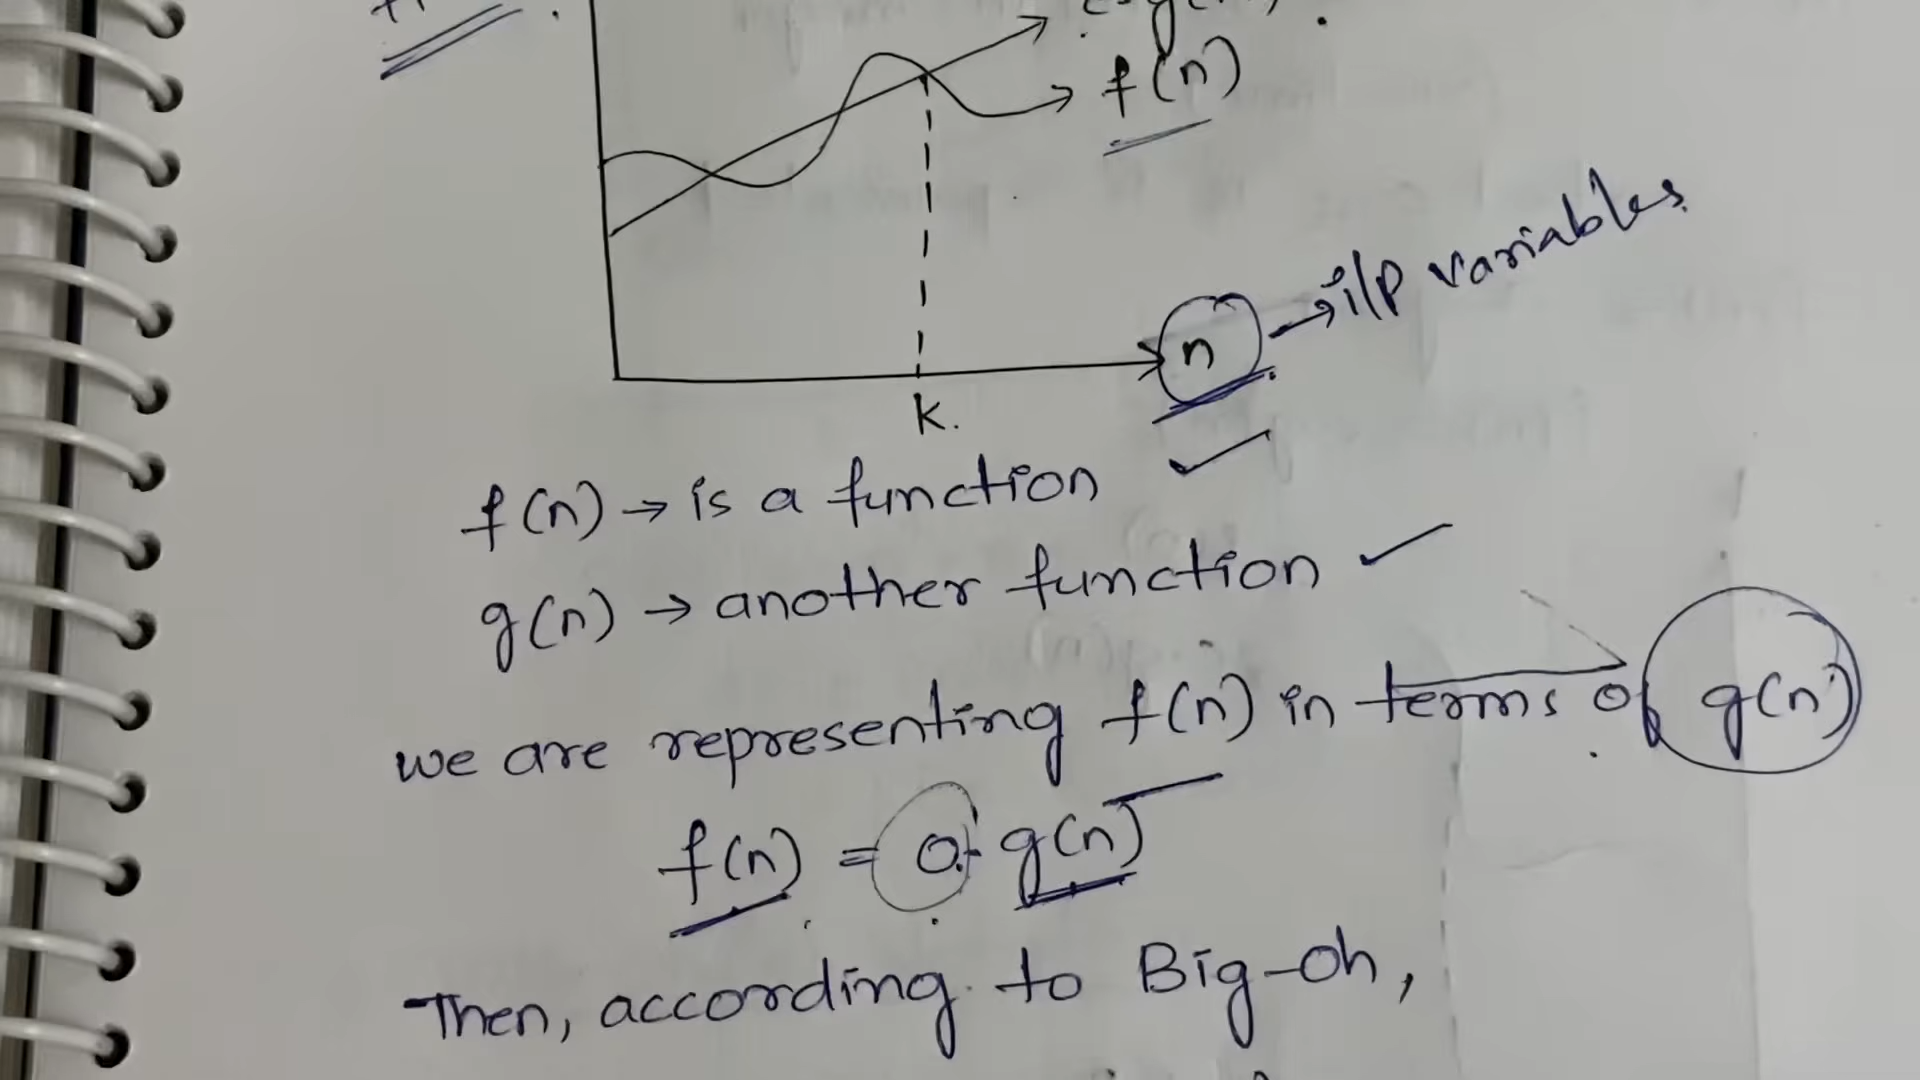 f(n)
n → i/p variables
K.
f(n) → is a function
g(n) → another function
we are representing f(n) in terms of g(n)
f(n) = O. g(n)
Then, according to Big-Oh,